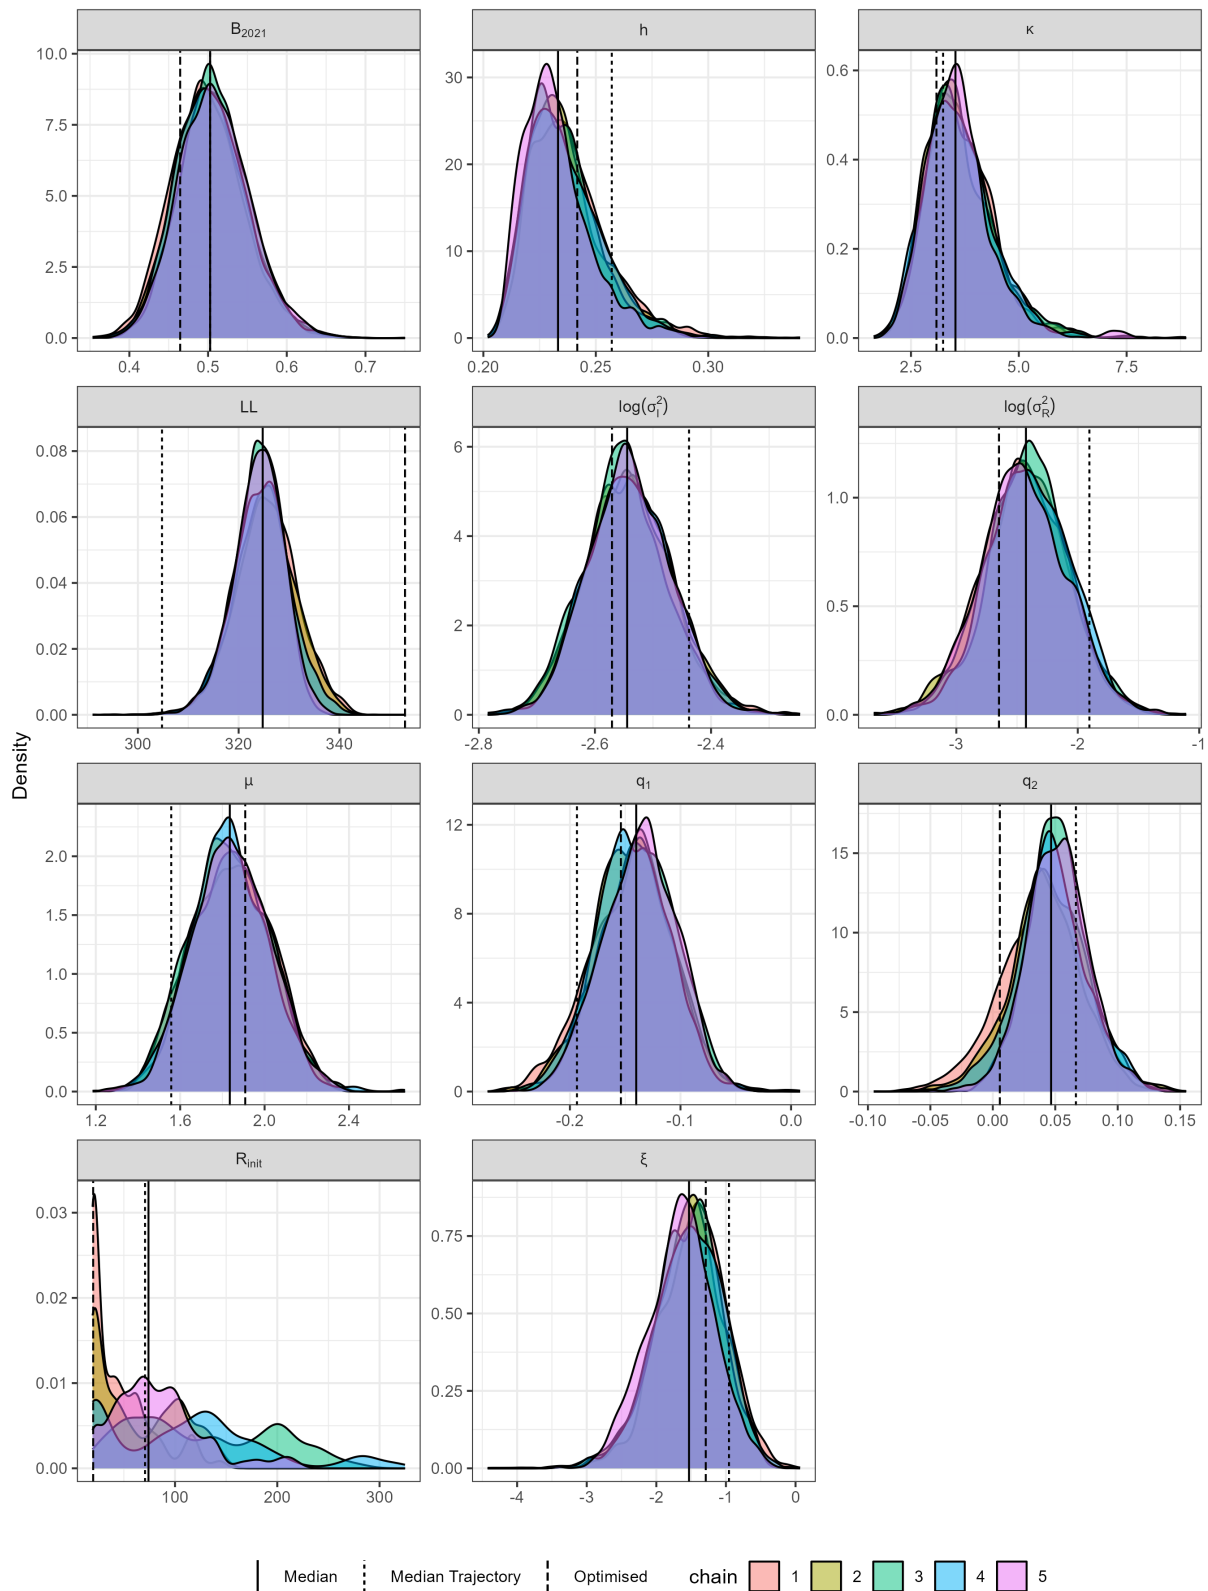 B2021 h κ
10.0 7.5 5.0 2.5 0.0
30 20 10 0
0.6 0.4 0.2 0.0
0.4 0.5 0.6 0.7
0.20 0.25 0.30
2.5 5.0 7.5
LL log(σ²I) log(σ²R)
0.08 0.06 0.04 0.02 0.00
6 4 2 0
1.0 0.5 0.0
300 320 340
-2.8 -2.6 -2.4
-3 -2 -1
Density
μ q1 q2
2.0 1.5 1.0 0.5 0.0
12 8 4 0
15 10 5 0
1.2 1.6 2.0 2.4
-0.2 -0.1 0.0
-0.10 -0.05 0.00 0.05 0.10 0.15
Rinit ξ
0.03 0.02 0.01 0.00
0.75 0.50 0.25 0.00
100 200 300
-4 -3 -2 -1 0
Median Median Trajectory Optimised chain 1 2 3 4 5